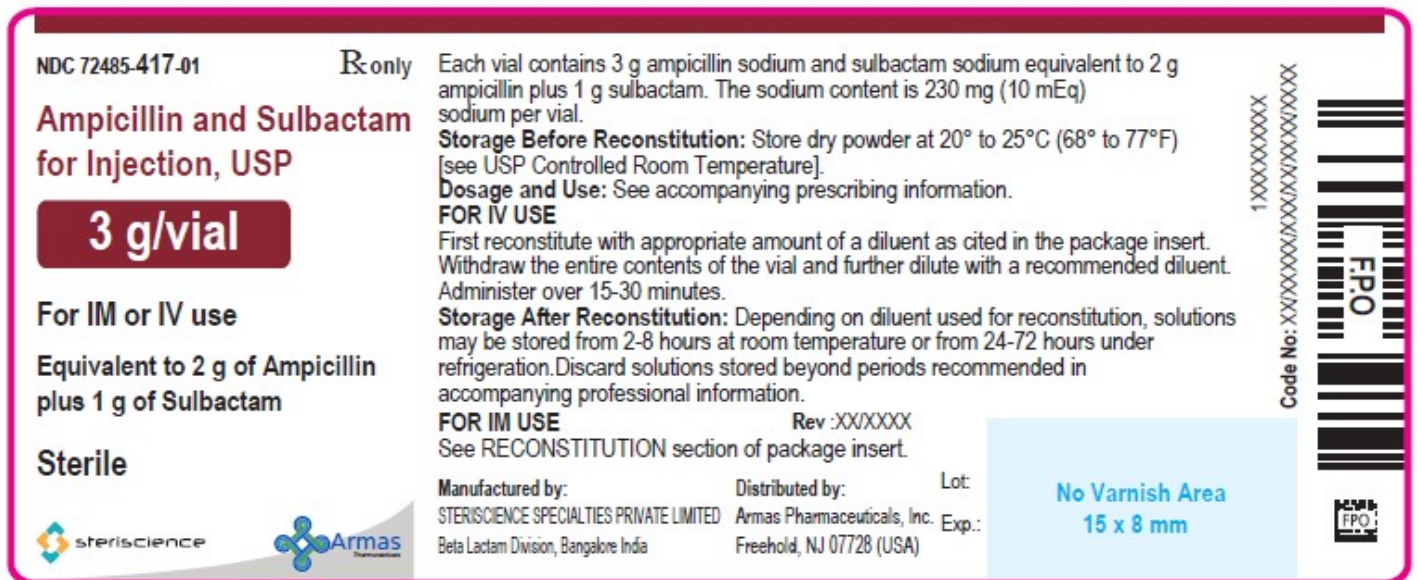 NDC 72485-417-01
Rx only
Ampicillin and Sulbactam
for Injection, USP
3 g/vial
For IM or IV use
Equivalent to 2 g of Ampicillin
plus 1 g of Sulbactam
Sterile
steriscience
Armas
Each vial contains 3 g ampicillin sodium and sulbactam sodium equivalent to 2 g
ampicillin plus 1 g sulbactam. The sodium content is 230 mg (10 mEq)
sodium per vial.
Storage Before Reconstitution: Store dry powder at 20° to 25°C (68° to 77°F)
[see USP Controlled Room Temperature].
Dosage and Use: See accompanying prescribing information.
FOR IV USE
First reconstitute with appropriate amount of a diluent as cited in the package insert.
Withdraw the entire contents of the vial and further dilute with a recommended diluent.
Administer over 15-30 minutes.
Storage After Reconstitution: Depending on diluent used for reconstitution, solutions
may be stored from 2-8 hours at room temperature or from 24-72 hours under
refrigeration.Discard solutions stored beyond periods recommended in
accompanying professional information.
FOR IM USE
Rev :XX/XXXX
See RECONSTITUTION section of package insert.
Manufactured by:
STERISCIENCE SPECIALTIES PRIVATE LIMITED
Beta Lactam Division, Bangalore India
Distributed by:
Armas Pharmaceuticals, Inc.
Freehold, NJ 07728 (USA)
Lot:
Exp.:
No Varnish Area
15 x 8 mm
Code No:
F.P.O
FPO